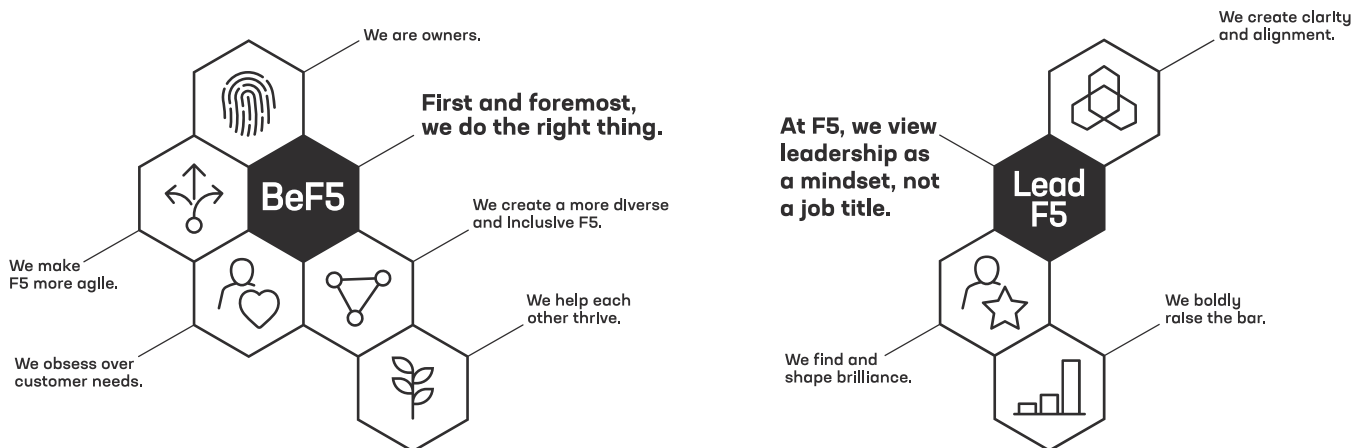 We are owners.
First and foremost,
we do the right thing.
BeF5
We create a more diverse
and inclusive F5.
We make
F5 more agile.
We help each
other thrive.
We obsess over
customer needs.
We create clarity
and alignment.
At F5, we view
leadership as
a mindset, not
a job title.
Lead
F5
We boldly
raise the bar.
We find and
shape brilliance.